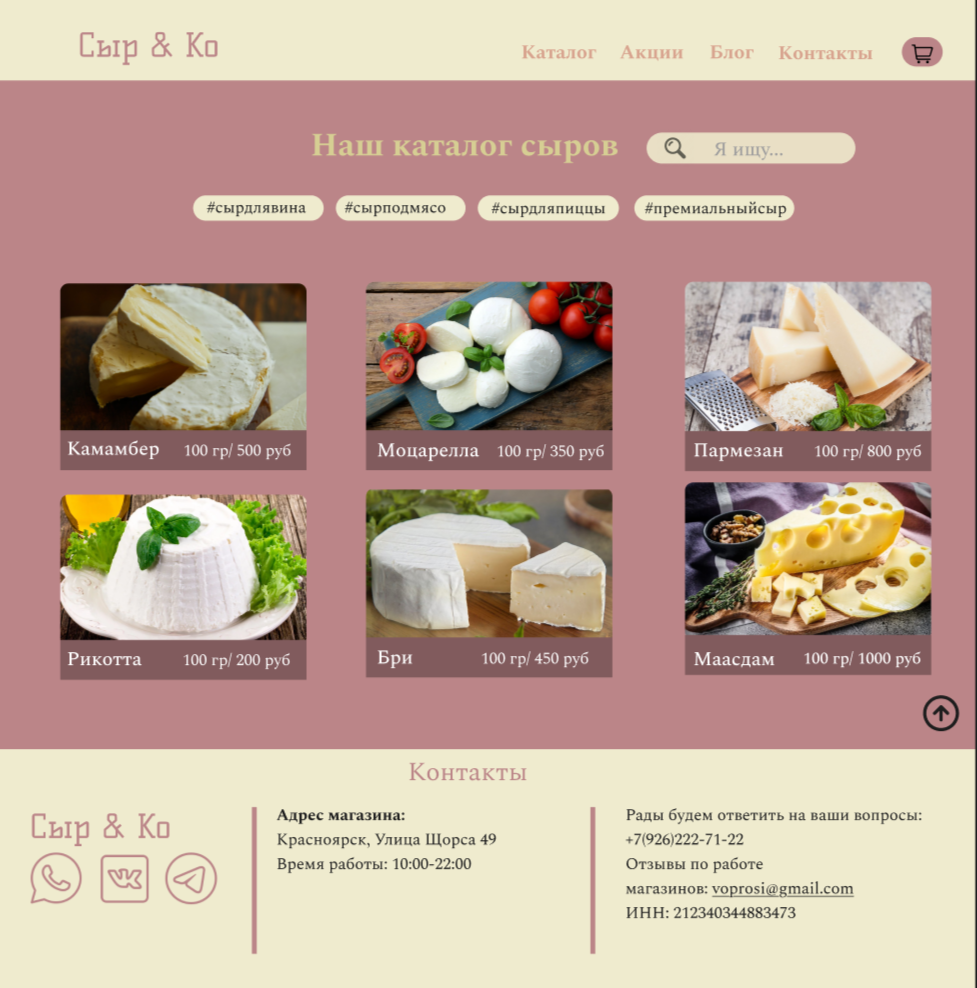 Сыр & Ко
Каталог Акции Блог Контакты
Наш каталог сыров
Я ищу...
#сырдлявина #сырподмясо #сырдляпиццы #премиальныйсыр
Камамбер 100 гр/ 500 руб
Моцарелла 100 гр/ 350 руб
Пармезан 100 гр/ 800 руб
Рикотта 100 гр/ 200 руб
Бри 100 гр/ 450 руб
Маасдам 100 гр/ 1000 руб
Контакты
Сыр & Ко
Адрес магазина:
Красноярск, Улица Щорса 49
Время работы: 10:00-22:00
Рады будем ответить на ваши вопросы:
+7(926)222-71-22
Отзывы по работе
магазинов: voprosi@gmail.com
ИНН: 212340344883473